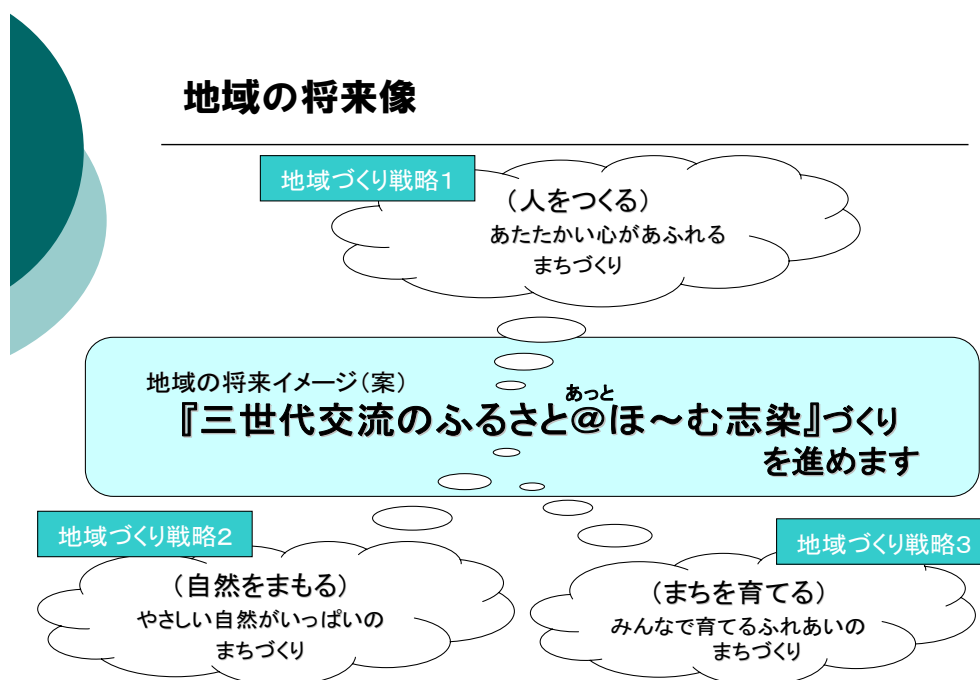 地域の将来像
地域づくり戦略1
(人をつくる)
あたたかい心があふれる
まちづくり
地域の将来イメージ(案)
あっと
『三世代交流のふるさと@ほ~む志染』づくり
を進めます
地域づくり戦略2
(自然をまもる)
やさしい自然がいっぱいの
まちづくり
地域づくり戦略3
(まちを育てる)
みんなで育てるふれあいの
まちづくり